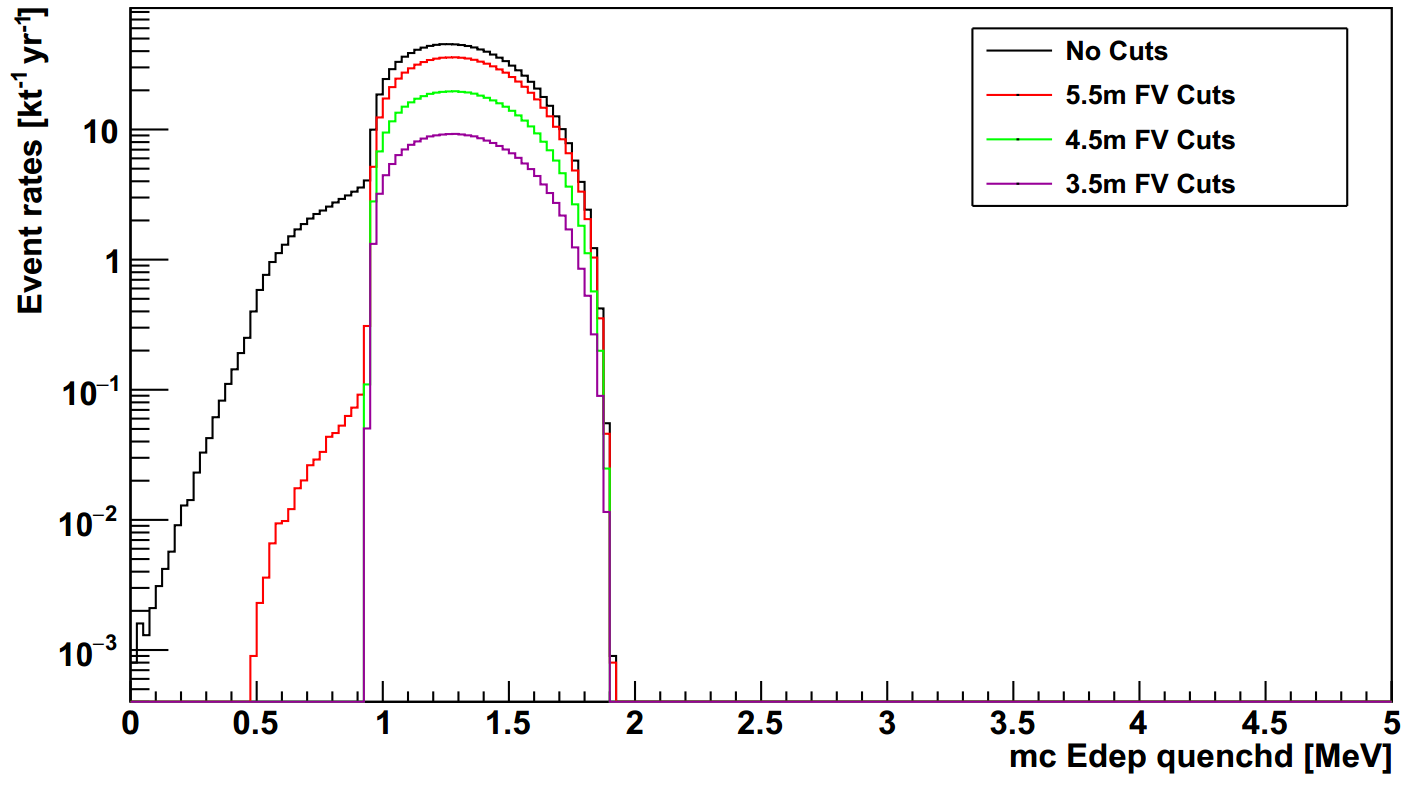 Event rates [kt⁻¹ yr⁻¹]
No Cuts
5.5m FV Cuts
4.5m FV Cuts
3.5m FV Cuts
10
1
10⁻¹
10⁻²
10⁻³
0 0.5 1 1.5 2 2.5 3 3.5 4 4.5 5
mc Edep quenchd [MeV]